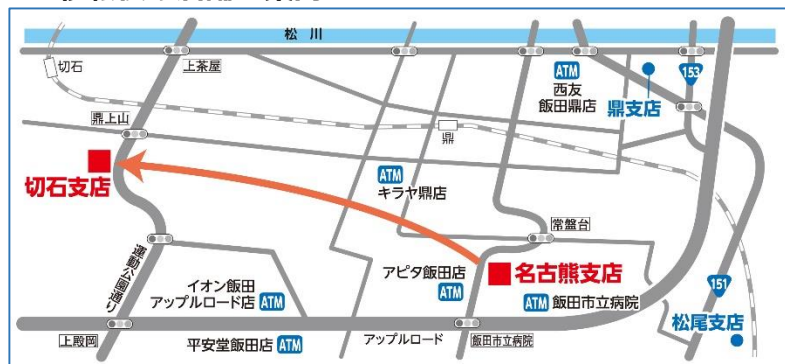 松川
切石
上茶屋
ATM
西友
飯田鼎店
鼎支店
153
鼎上山
鼎
切石支店
ATM
キラヤ鼎店
常盤台
運動公園通り
アピタ飯田店
ATM
名古熊支店
イオン飯田
アップルロード店 ATM
ATM 飯田市立病院
151
松尾支店
上殿岡
平安堂飯田店 ATM
アップルロード
飯田市立病院